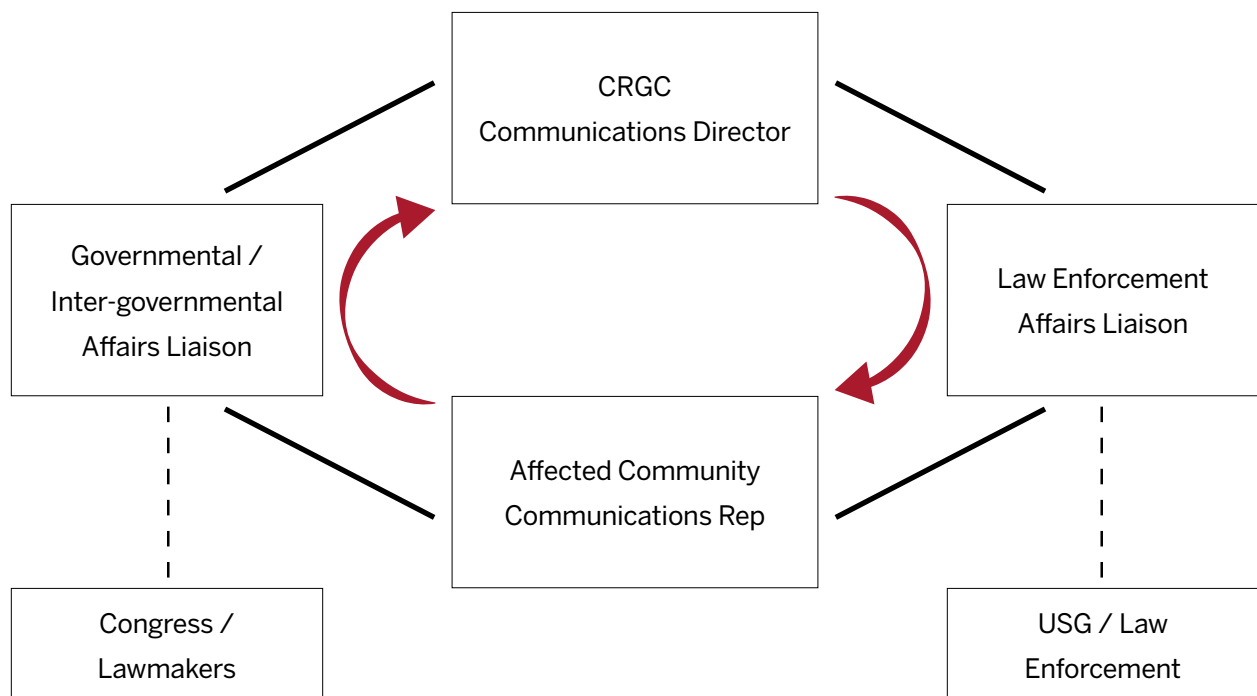 CRGC
Communications Director
Governmental /
Inter-governmental
Affairs Liaison
Law Enforcement
Affairs Liaison
Affected Community
Communications Rep
Congress /
Lawmakers
USG / Law
Enforcement